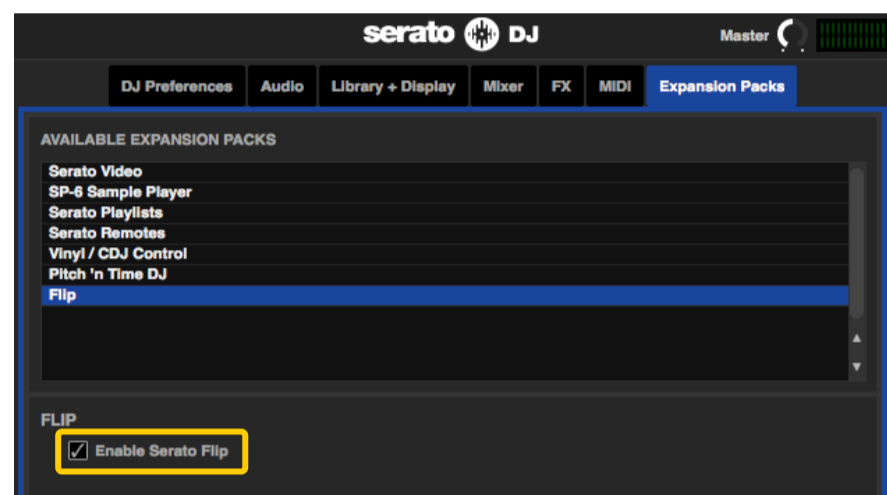 serato DJ Master
DJ Preferences Audio Library + Display Mixer FX MIDI Expansion Packs
AVAILABLE EXPANSION PACKS
Serato Video
SP-6 Sample Player
Serato Playlists
Serato Remotes
Vinyl / CDJ Control
Pitch 'n Time DJ
Flip
FLIP
Enable Serato Flip